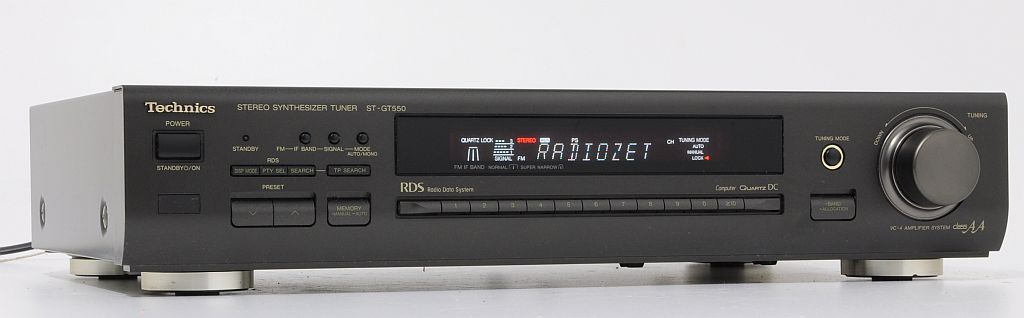 Technics
STEREO SYNTHESIZER TUNER ST-GT550
POWER
STANDBY⏻/ON
STANDBY
FM IF BAND SIGNAL MODE
AUTO/MONO
RDS
DISP MODE PTY SEL SEARCH TP SEARCH
PRESET
MEMORY
MANUAL AUTO
QUARTZ LOCK STEREO PS
SIGNAL FM RADIOZET
CH TUNING MODE
AUTO
MANUAL
LOCK
FM IF BAND NORMAL SUPER NARROW
RDS Radio Data System
Computer QUARTZ DC
1 2 3 4 5 6 7 8 9 0 ≥10
TUNING MODE
BAND
ALLOCATION
TUNING
DOWN UP
VC-4 AMPLIFIER SYSTEM class AA